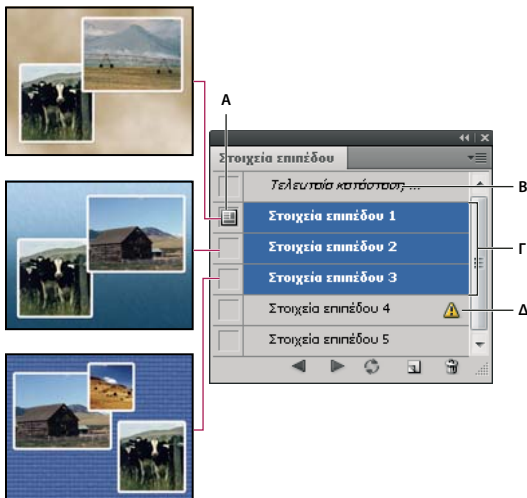 Α
Στοιχεία επιπέδου
Τελευταία κατάσταση ...
Β
Στοιχεία επιπέδου 1
Στοιχεία επιπέδου 2
Γ
Στοιχεία επιπέδου 3
Στοιχεία επιπέδου 4
Δ
Στοιχεία επιπέδου 5